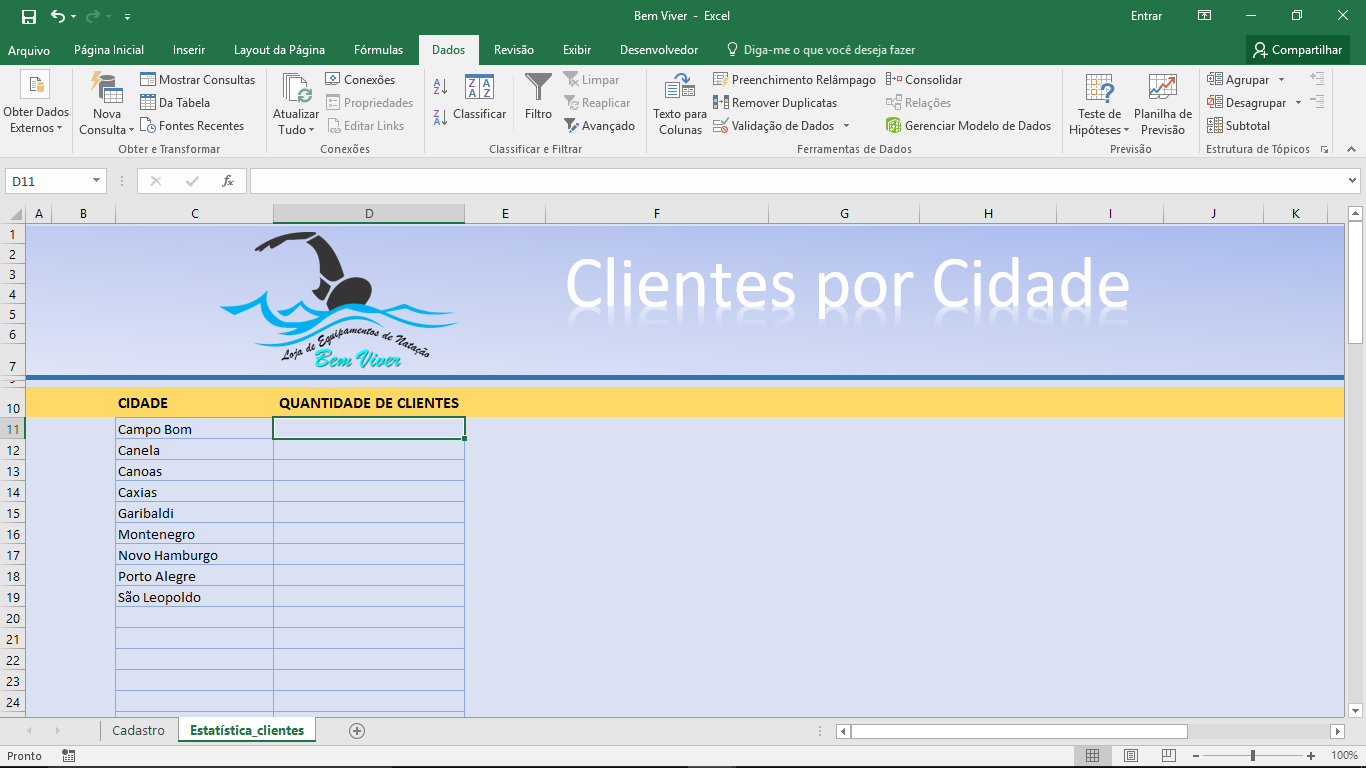 Bem Viver - Excel
Entrar
Arquivo
Página Inicial
Inserir
Layout da Página
Fórmulas
Dados
Revisão
Exibir
Desenvolvedor
Diga-me o que você deseja fazer
Compartilhar
Obter Dados
Externos
Nova
Consulta
Mostrar Consultas
Da Tabela
Fontes Recentes
Obter e Transformar
Atualizar
Tudo
Conexões
Propriedades
Editar Links
Conexões
Classificar
Filtro
Limpar
Reaplicar
Avançado
Classificar e Filtrar
Texto para
Colunas
Preenchimento Relâmpago
Remover Duplicatas
Validação de Dados
Consolidar
Relações
Gerenciar Modelo de Dados
Ferramentas de Dados
Teste de
Hipóteses
Planilha de
Previsão
Previsão
Agrupar
Desagrupar
Subtotal
Estrutura de Tópicos
D11
fx
A B C D E F G H I J K
1
2
3
4
5
6
7
Clientes por Cidade
Loja de Equipamentos de Natação
Bem Viver
10 CIDADE QUANTIDADE DE CLIENTES
11 Campo Bom
12 Canela
13 Canoas
14 Caxias
15 Garibaldi
16 Montenegro
17 Novo Hamburgo
18 Porto Alegre
19 São Leopoldo
20
21
22
23
24
Cadastro
Estatística_clientes
Pronto
100%